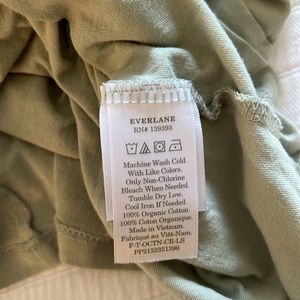 EVERLANE
RN# 139393
Machine Wash Cold
With Like Colors.
Only Non-Chlorine
Bleach When Needed.
Tumble Dry Low.
Cool Iron If Needed.
100% Organic Cotton.
100% Coton Organique.
Made in Vietnam.
Fabriqué au Viêt-Nam.
F-T-OCTN-CR-LS
PP2132351396